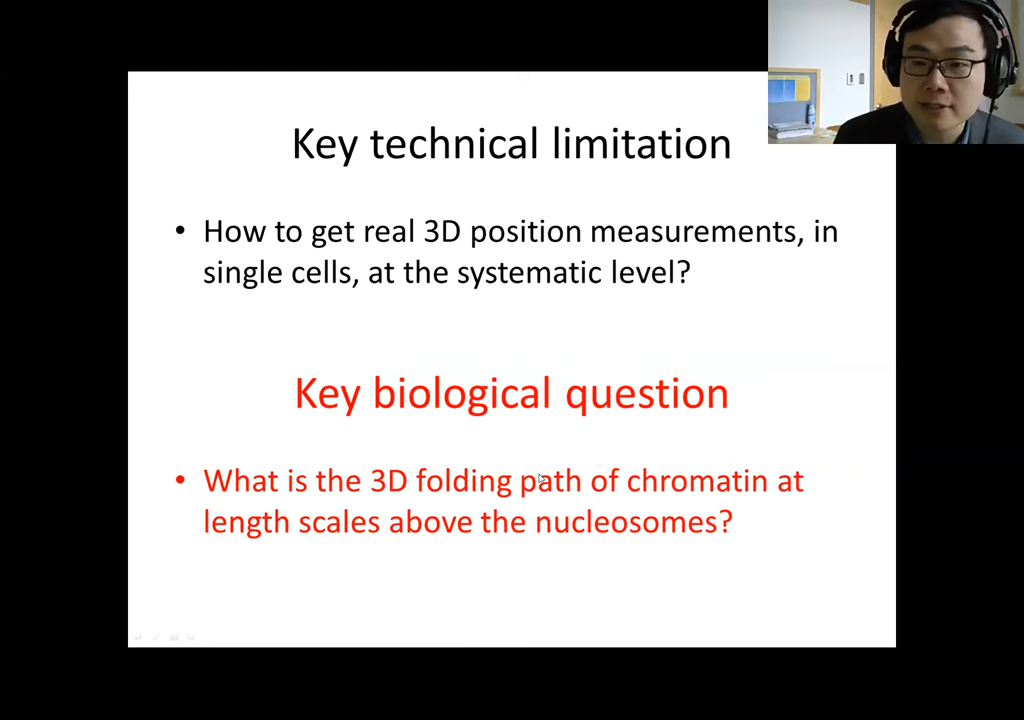 Key technical limitation
• How to get real 3D position measurements, in
single cells, at the systematic level?
Key biological question
• What is the 3D folding path of chromatin at
length scales above the nucleosomes?